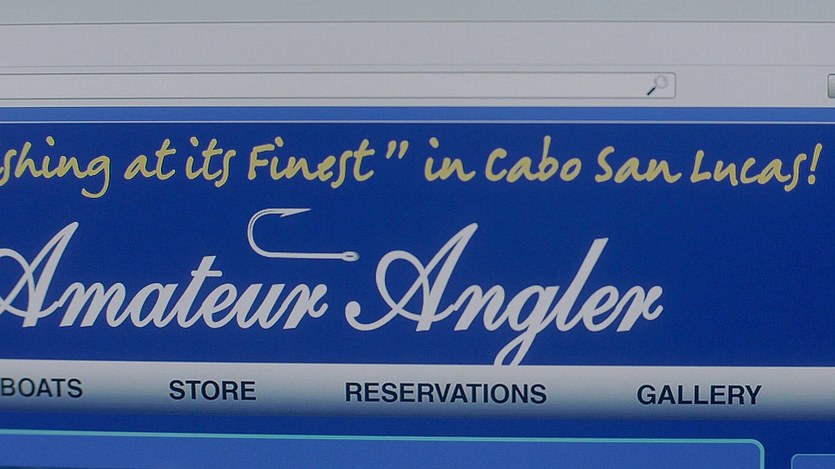 shing at its Finest” in Cabo San Lucas!
Amateur Angler
BOATS STORE RESERVATIONS GALLERY